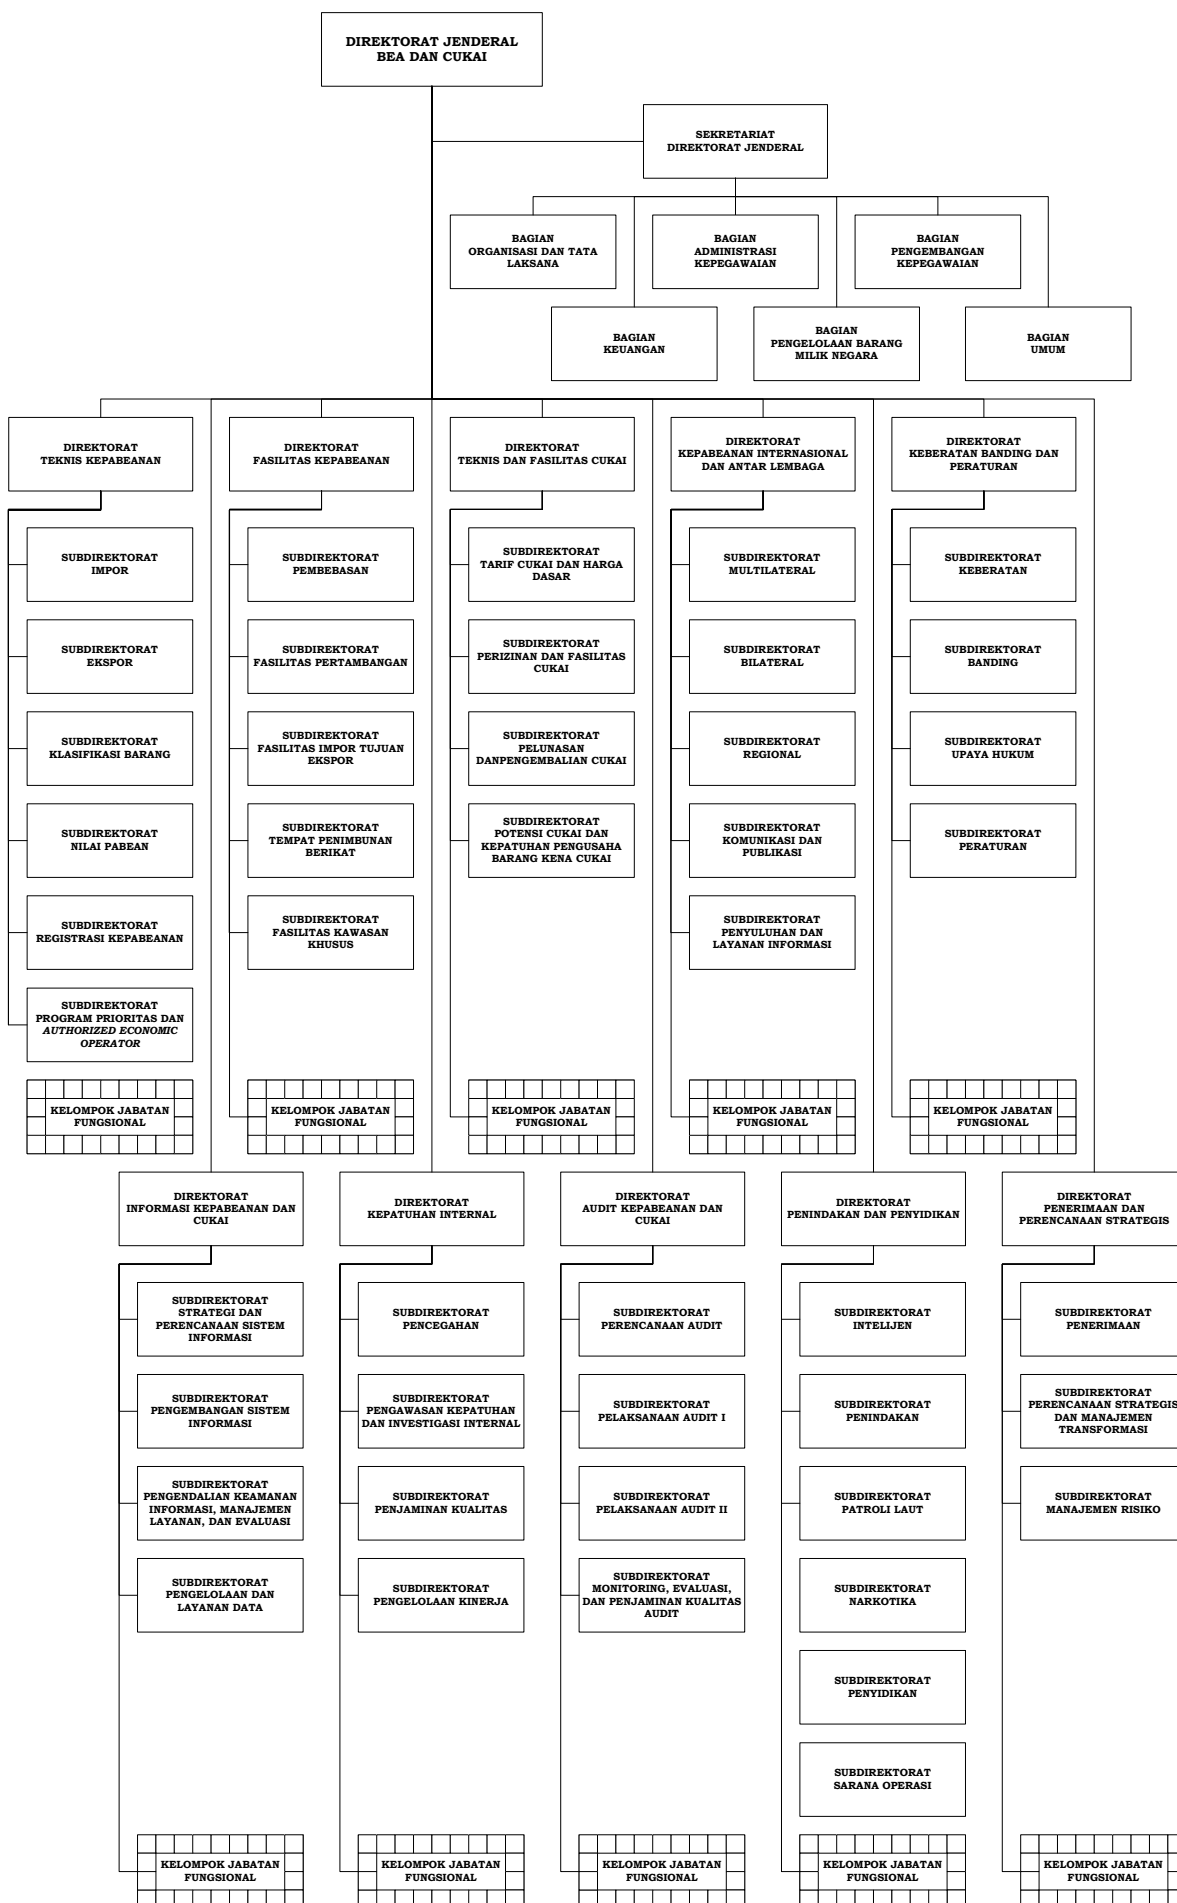 DIREKTORAT JENDERAL
BEA DAN CUKAI
SEKRETARIAT
DIREKTORAT JENDERAL
BAGIAN
ORGANISASI DAN TATA
LAKSANA
BAGIAN
ADMINISTRASI
KEPEGAWAIAN
BAGIAN
PENGEMBANGAN
KEPEGAWAIAN
BAGIAN
KEUANGAN
BAGIAN
PENGELOLAAN BARANG
MILIK NEGARA
BAGIAN
UMUM
DIREKTORAT
TEKNIS KEPABEANAN
DIREKTORAT
FASILITAS KEPABEANAN
DIREKTORAT
TEKNIS DAN FASILITAS CUKAI
DIREKTORAT
KEPABEANAN INTERNASIONAL
DAN ANTAR LEMBAGA
DIREKTORAT
KEBERATAN BANDING DAN
PERATURAN
SUBDIREKTORAT
IMPOR
SUBDIREKTORAT
PEMBEBASAN
SUBDIREKTORAT
TARIF CUKAI DAN HARGA
DASAR
SUBDIREKTORAT
MULTILATERAL
SUBDIREKTORAT
KEBERATAN
SUBDIREKTORAT
EKSPOR
SUBDIREKTORAT
FASILITAS PERTAMBANGAN
SUBDIREKTORAT
PERIZINAN DAN FASILITAS
CUKAI
SUBDIREKTORAT
BILATERAL
SUBDIREKTORAT
BANDING
SUBDIREKTORAT
KLASIFIKASI BARANG
SUBDIREKTORAT
FASILITAS IMPOR TUJUAN
EKSPOR
SUBDIREKTORAT
PELUNASAN
DANPENGEMBALIAN CUKAI
SUBDIREKTORAT
REGIONAL
SUBDIREKTORAT
UPAYA HUKUM
SUBDIREKTORAT
NILAI PABEAN
SUBDIREKTORAT
TEMPAT PENIMBUNAN
BERIKAT
SUBDIREKTORAT
POTENSI CUKAI DAN
KEPATUHAN PENGUSAHA
BARANG KENA CUKAI
SUBDIREKTORAT
KOMUNIKASI DAN
PUBLIKASI
SUBDIREKTORAT
PERATURAN
SUBDIREKTORAT
REGISTRASI KEPABEANAN
SUBDIREKTORAT
FASILITAS KAWASAN
KHUSUS
SUBDIREKTORAT
PENYULUHAN DAN
LAYANAN INFORMASI
SUBDIREKTORAT
PROGRAM PRIORITAS DAN
AUTHORIZED ECONOMIC
OPERATOR
KELOMPOK JABATAN
FUNGSIONAL
KELOMPOK JABATAN
FUNGSIONAL
KELOMPOK JABATAN
FUNGSIONAL
KELOMPOK JABATAN
FUNGSIONAL
KELOMPOK JABATAN
FUNGSIONAL
DIREKTORAT
INFORMASI KEPABEANAN DAN
CUKAI
DIREKTORAT
KEPATUHAN INTERNAL
DIREKTORAT
AUDIT KEPABEANAN DAN
CUKAI
DIREKTORAT
PENINDAKAN DAN PENYIDIKAN
DIREKTORAT
PENERIMAAN DAN
PERENCANAAN STRATEGIS
SUBDIREKTORAT
STRATEGI DAN
PERENCANAAN SISTEM
INFORMASI
SUBDIREKTORAT
PENCEGAHAN
SUBDIREKTORAT
PERENCANAAN AUDIT
SUBDIREKTORAT
INTELIJEN
SUBDIREKTORAT
PENERIMAAN
SUBDIREKTORAT
PENGEMBANGAN SISTEM
INFORMASI
SUBDIREKTORAT
PENGAWASAN KEPATUHAN
DAN INVESTIGASI INTERNAL
SUBDIREKTORAT
PELAKSANAAN AUDIT I
SUBDIREKTORAT
PENINDAKAN
SUBDIREKTORAT
PERENCANAAN STRATEGIS
DAN MANAJEMEN
TRANSFORMASI
SUBDIREKTORAT
PENGENDALIAN KEAMANAN
INFORMASI, MANAJEMEN
LAYANAN, DAN EVALUASI
SUBDIREKTORAT
PENJAMINAN KUALITAS
SUBDIREKTORAT
PELAKSANAAN AUDIT II
SUBDIREKTORAT
PATROLI LAUT
SUBDIREKTORAT
MANAJEMEN RISIKO
SUBDIREKTORAT
PENGELOLAAN DAN
LAYANAN DATA
SUBDIREKTORAT
PENGELOLAAN KINERJA
SUBDIREKTORAT
MONITORING, EVALUASI,
DAN PENJAMINAN KUALITAS
AUDIT
SUBDIREKTORAT
NARKOTIKA
SUBDIREKTORAT
PENYIDIKAN
SUBDIREKTORAT
SARANA OPERASI
KELOMPOK JABATAN
FUNGSIONAL
KELOMPOK JABATAN
FUNGSIONAL
KELOMPOK JABATAN
FUNGSIONAL
KELOMPOK JABATAN
FUNGSIONAL
KELOMPOK JABATAN
FUNGSIONAL